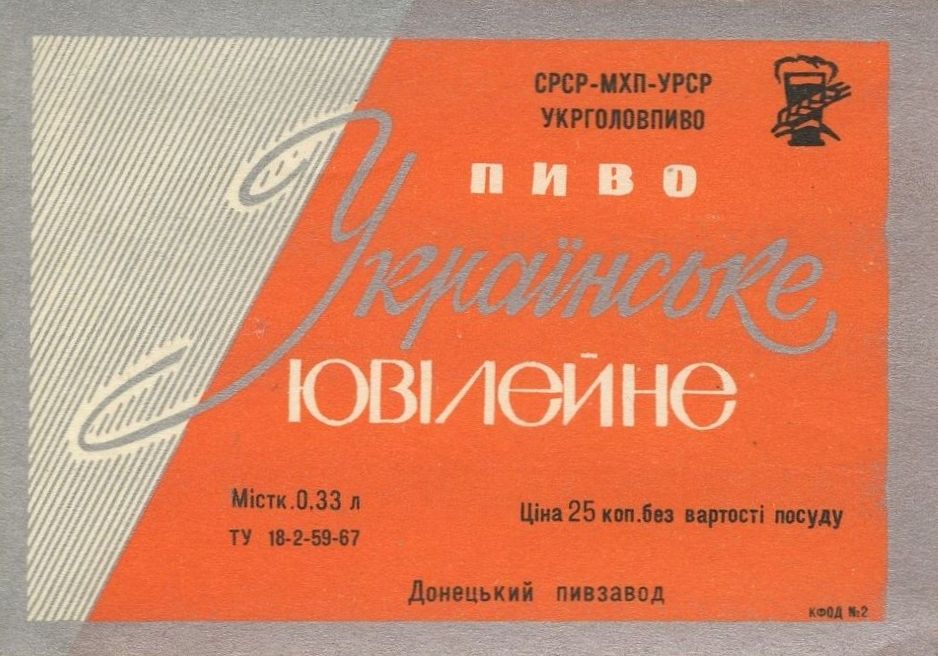 СРСР-МХП-УРСР
УКРГОЛОВПИВО
ПИВО
Українське
ЮВІЛЕЙНЕ
Містк.0,33 л
ТУ 18-2-59-67
Ціна 25 коп.без вартості посуду
Донецький пивзавод
КФОД №2